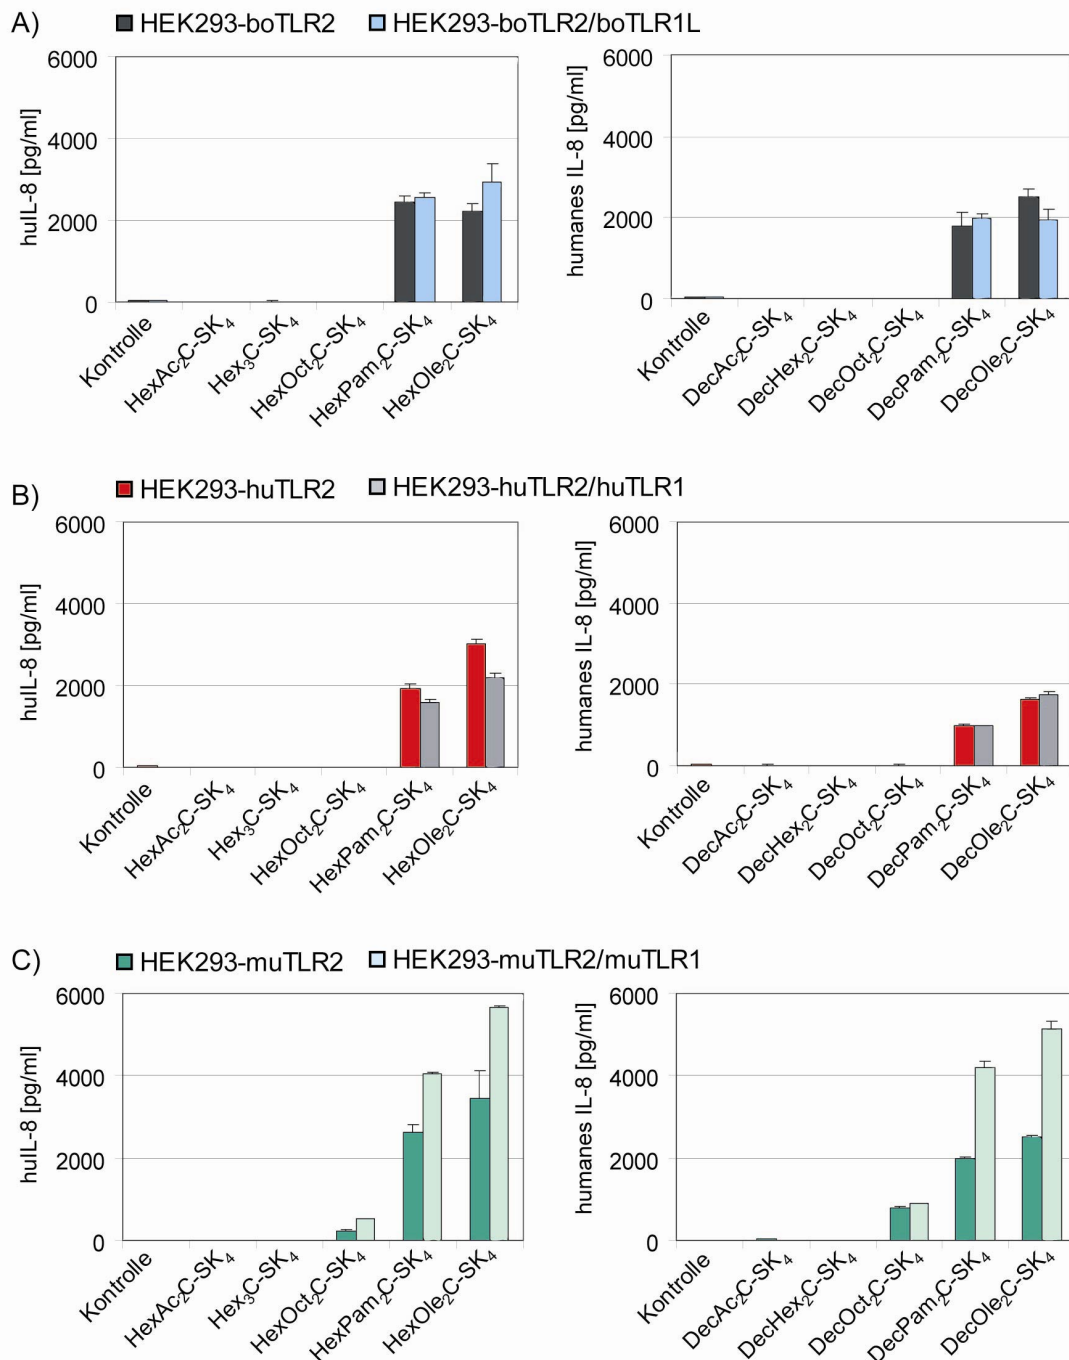 A)
HEK293-boTLR2 HEK293-boTLR2/boTLR1L
huIL-8 [pg/ml]
6000
4000
2000
0
Kontrolle
HexAc₂C-SK₄
Hex₃C-SK₄
HexOct₂C-SK₄
HexPam₂C-SK₄
HexOle₂C-SK₄
humanes IL-8 [pg/ml]
6000
4000
2000
0
Kontrolle
DecAc₂C-SK₄
DecHex₂C-SK₄
DecOct₂C-SK₄
DecPam₂C-SK₄
DecOle₂C-SK₄
B)
HEK293-huTLR2 HEK293-huTLR2/huTLR1
huIL-8 [pg/ml]
6000
4000
2000
0
Kontrolle
HexAc₂C-SK₄
Hex₃C-SK₄
HexOct₂C-SK₄
HexPam₂C-SK₄
HexOle₂C-SK₄
humanes IL-8 [pg/ml]
6000
4000
2000
0
Kontrolle
DecAc₂C-SK₄
DecHex₂C-SK₄
DecOct₂C-SK₄
DecPam₂C-SK₄
DecOle₂C-SK₄
C)
HEK293-muTLR2 HEK293-muTLR2/muTLR1
huIL-8 [pg/ml]
6000
4000
2000
0
Kontrolle
HexAc₂C-SK₄
Hex₃C-SK₄
HexOct₂C-SK₄
HexPam₂C-SK₄
HexOle₂C-SK₄
humanes IL-8 [pg/ml]
6000
4000
2000
0
Kontrolle
DecAc₂C-SK₄
DecHex₂C-SK₄
DecOct₂C-SK₄
DecPam₂C-SK₄
DecOle₂C-SK₄